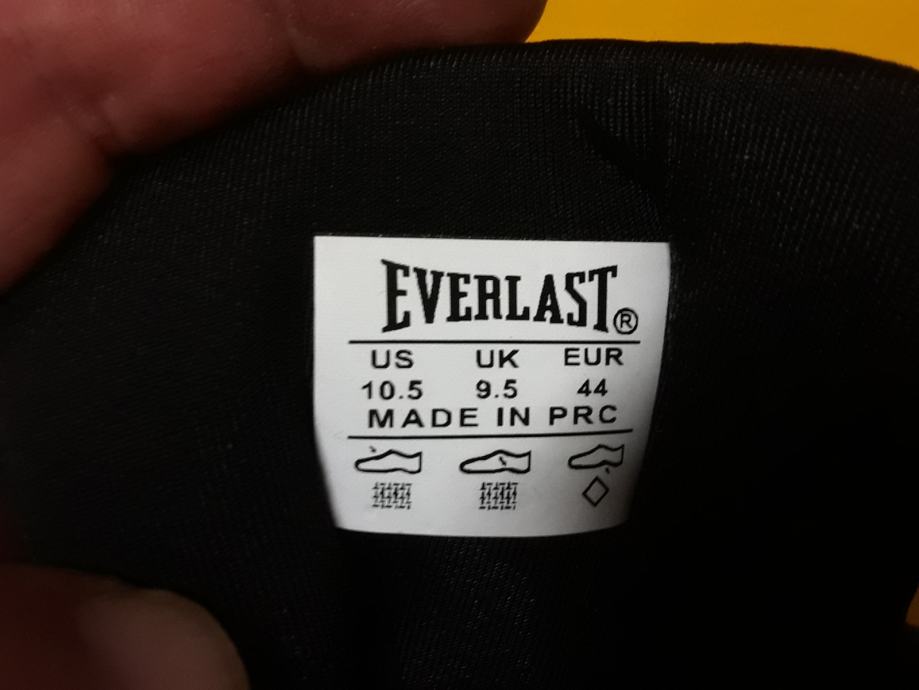 EVERLAST®
US UK EUR
10.5 9.5 44
MADE IN PRC